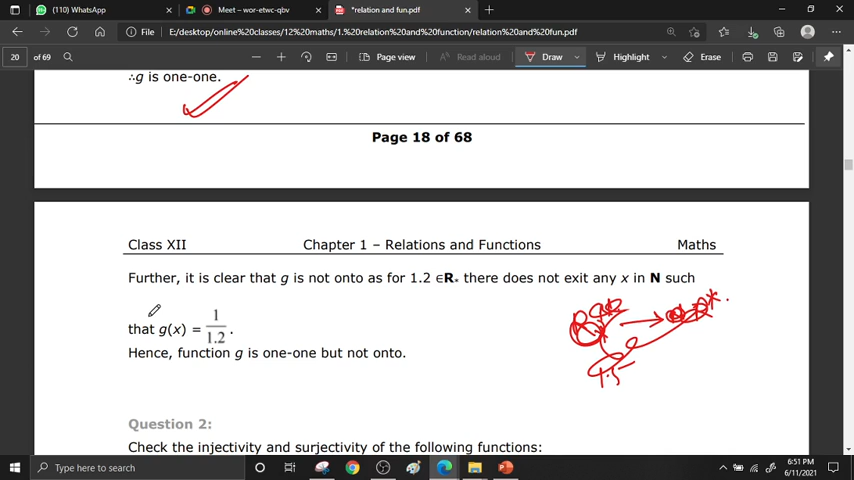 (110) WhatsApp
Meet – wor-etwc-qbv
*relation and fun.pdf
File
E:/desktop/online%20classes/12%20maths/1.%20relation%20and%20function/relation%20and%20fun.pdf
20
of 69
Page view
Read aloud
Draw
Highlight
Erase
∴g is one-one.
Page 18 of 68
Class XII
Chapter 1 – Relations and Functions
Maths
Further, it is clear that g is not onto as for 1.2 ∈R* there does not exit any x in N such
that g(x) = 1/1.2.
Hence, function g is one-one but not onto.
1.5
Question 2:
Check the injectivity and surjectivity of the following functions:
Type here to search
6:51 PM
6/11/2021